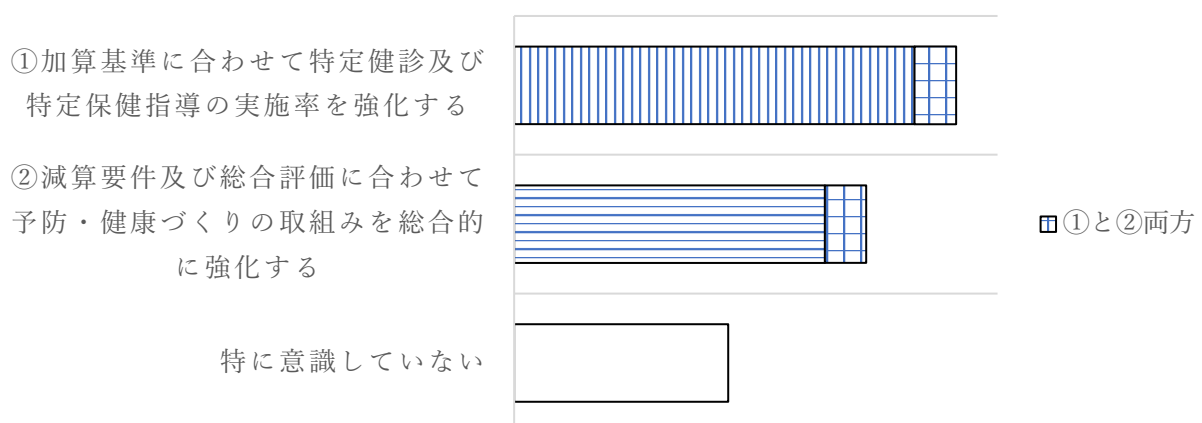 ①加算基準に合わせて特定健診及び
特定保健指導の実施率を強化する
②減算要件及び総合評価に合わせて
予防・健康づくりの取組みを総合的
に強化する
①と②両方
特に意識していない